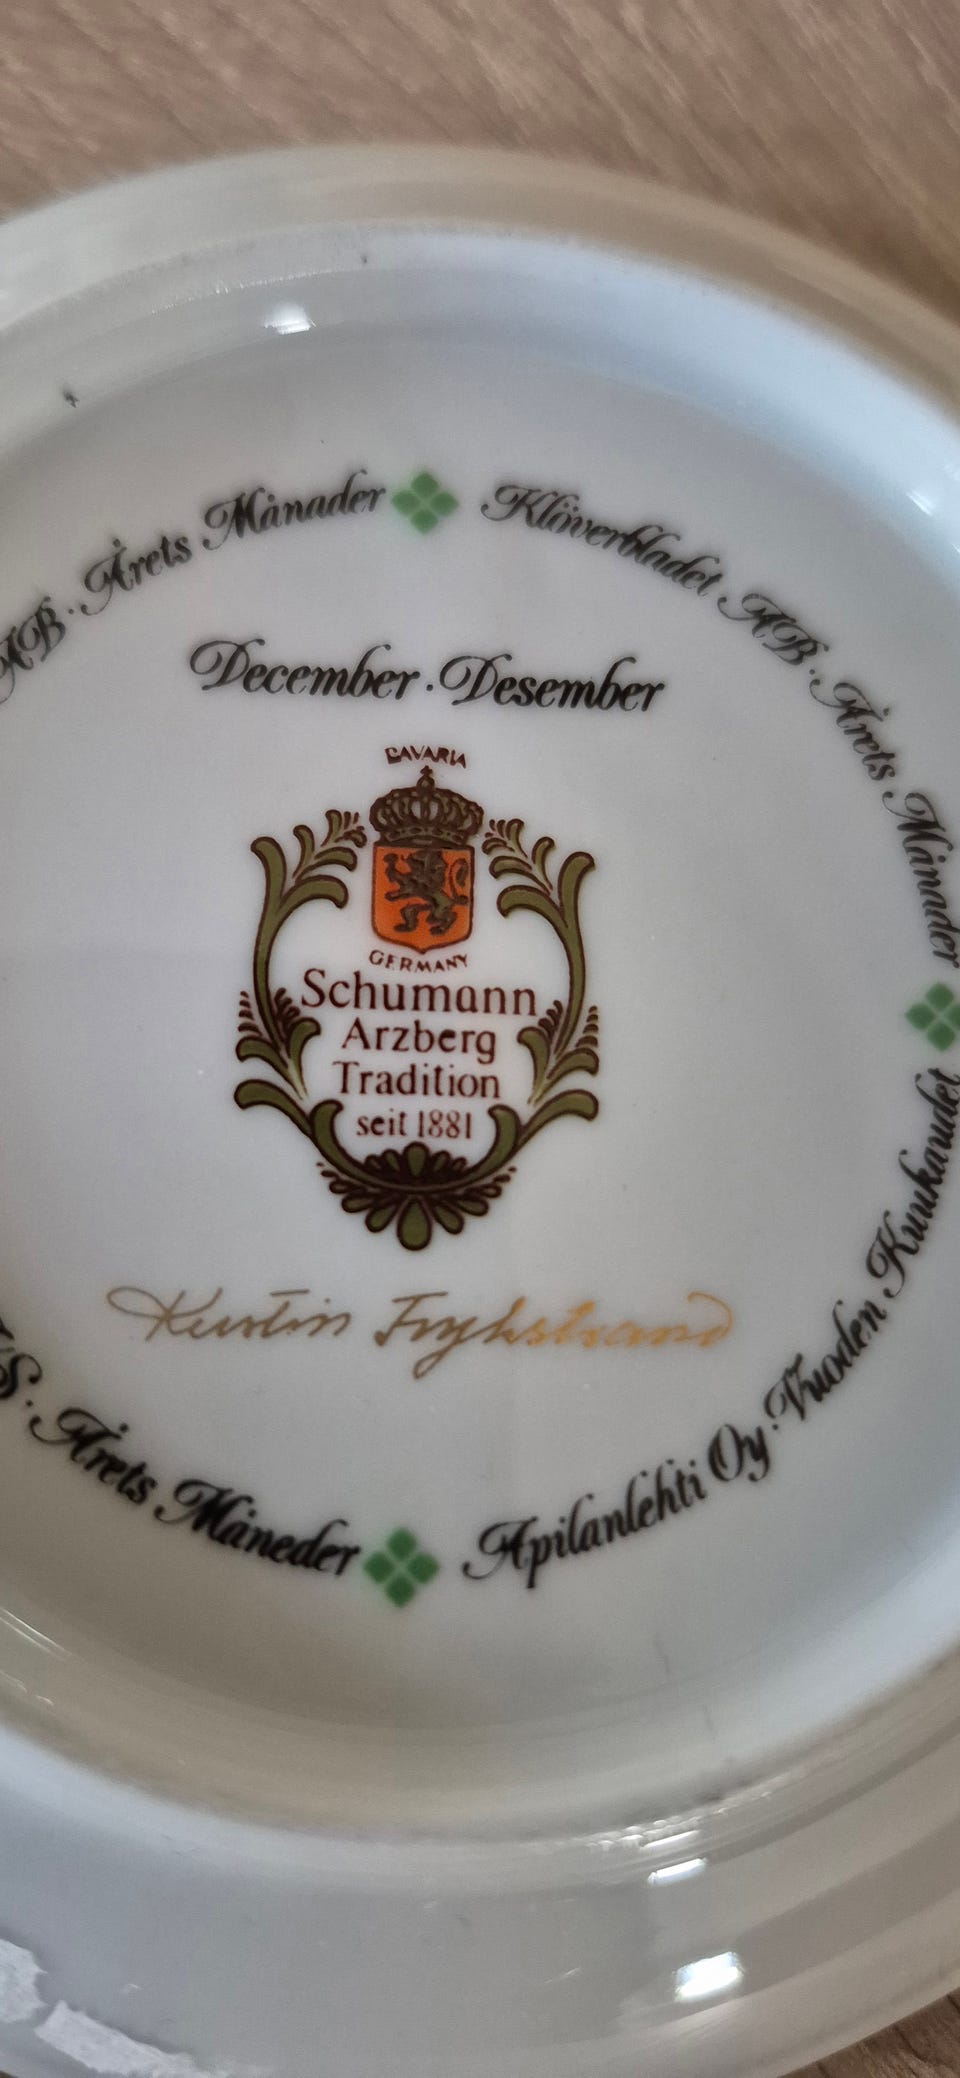 Klöverbladet AB · Årets Månader
AB · Årets Månader
December · Desember
BAVARIA
GERMANY
Schumann
Arzberg
Tradition
seit 1881
Kerstin Frykstrand
Apilanlehti Oy · Vuoden Kuukaudet
Årets Måneder